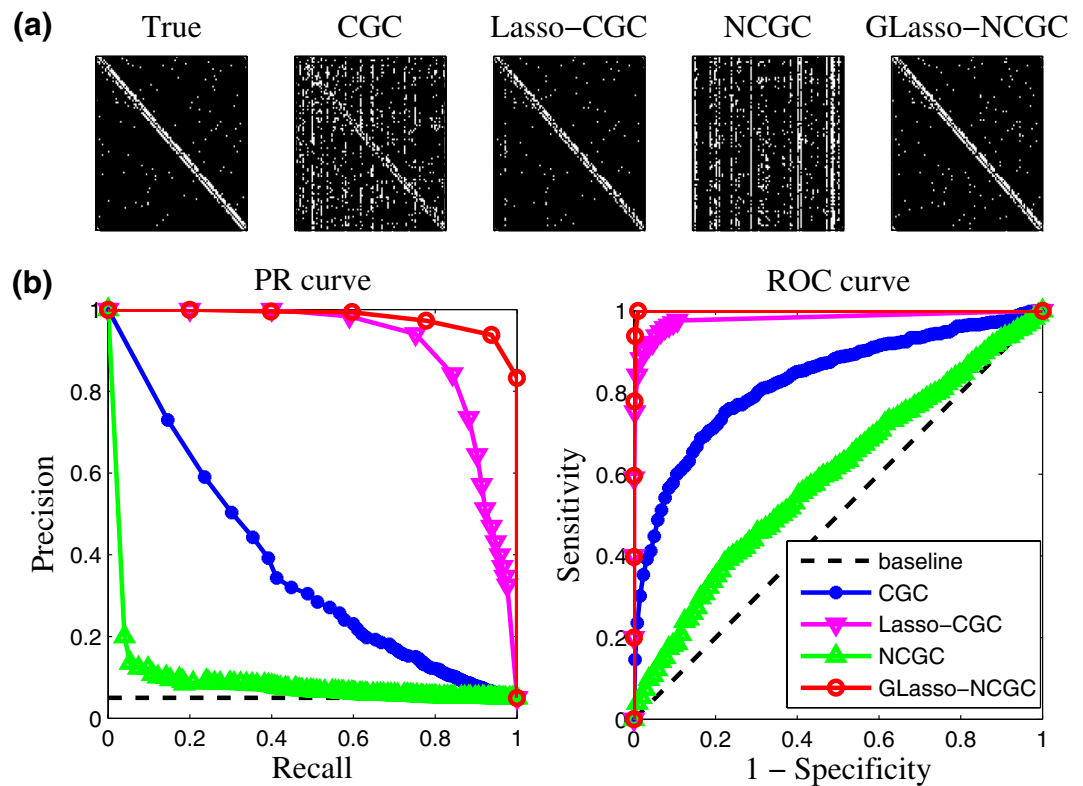 (a)
True CGC Lasso−CGC NCGC GLasso−NCGC
(b)
PR curve
1
0.8
0.6
0.4
0.2
0
0 0.2 0.4 0.6 0.8 1
Precision
Recall
ROC curve
1
0.8
0.6
0.4
0.2
0
0 0.2 0.4 0.6 0.8 1
Sensitivity
1 − Specificity
baseline
CGC
Lasso−CGC
NCGC
GLasso−NCGC